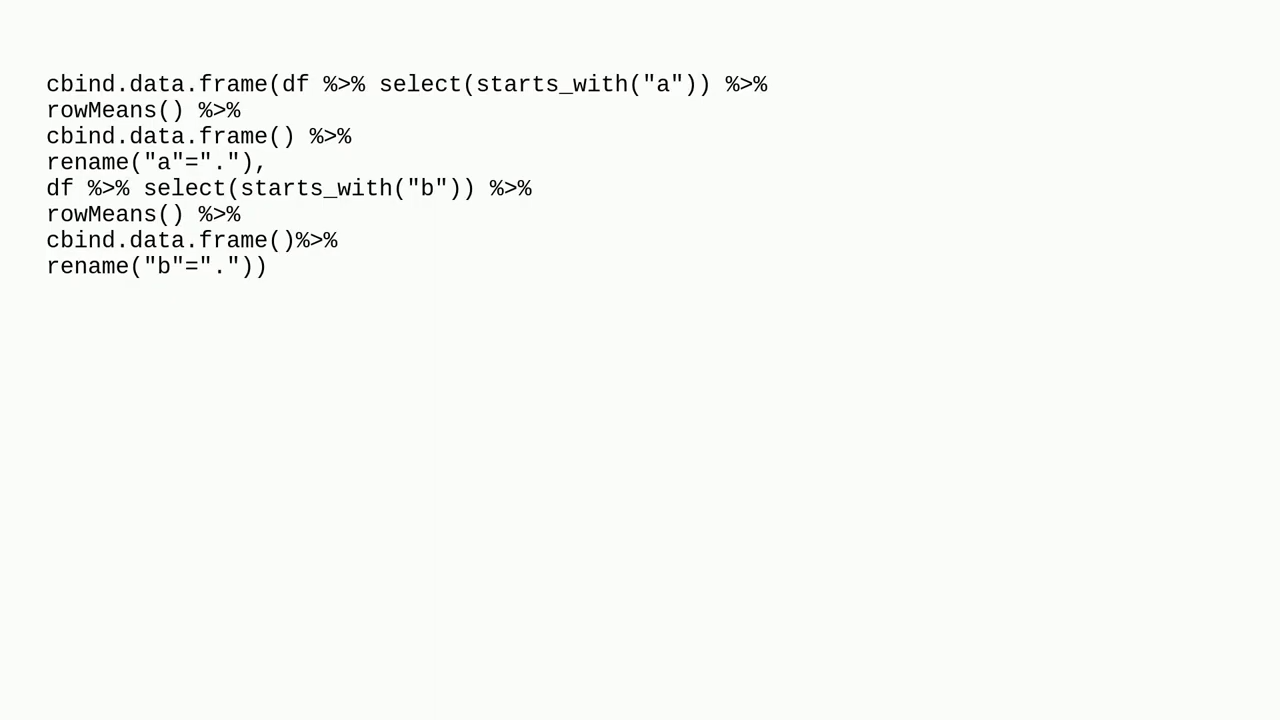 cbind.data.frame(df %>% select(starts_with("a")) %>%
rowMeans() %>%
cbind.data.frame() %>%
rename("a"="."),
df %>% select(starts_with("b")) %>%
rowMeans() %>%
cbind.data.frame()%>%
rename("b"="."))